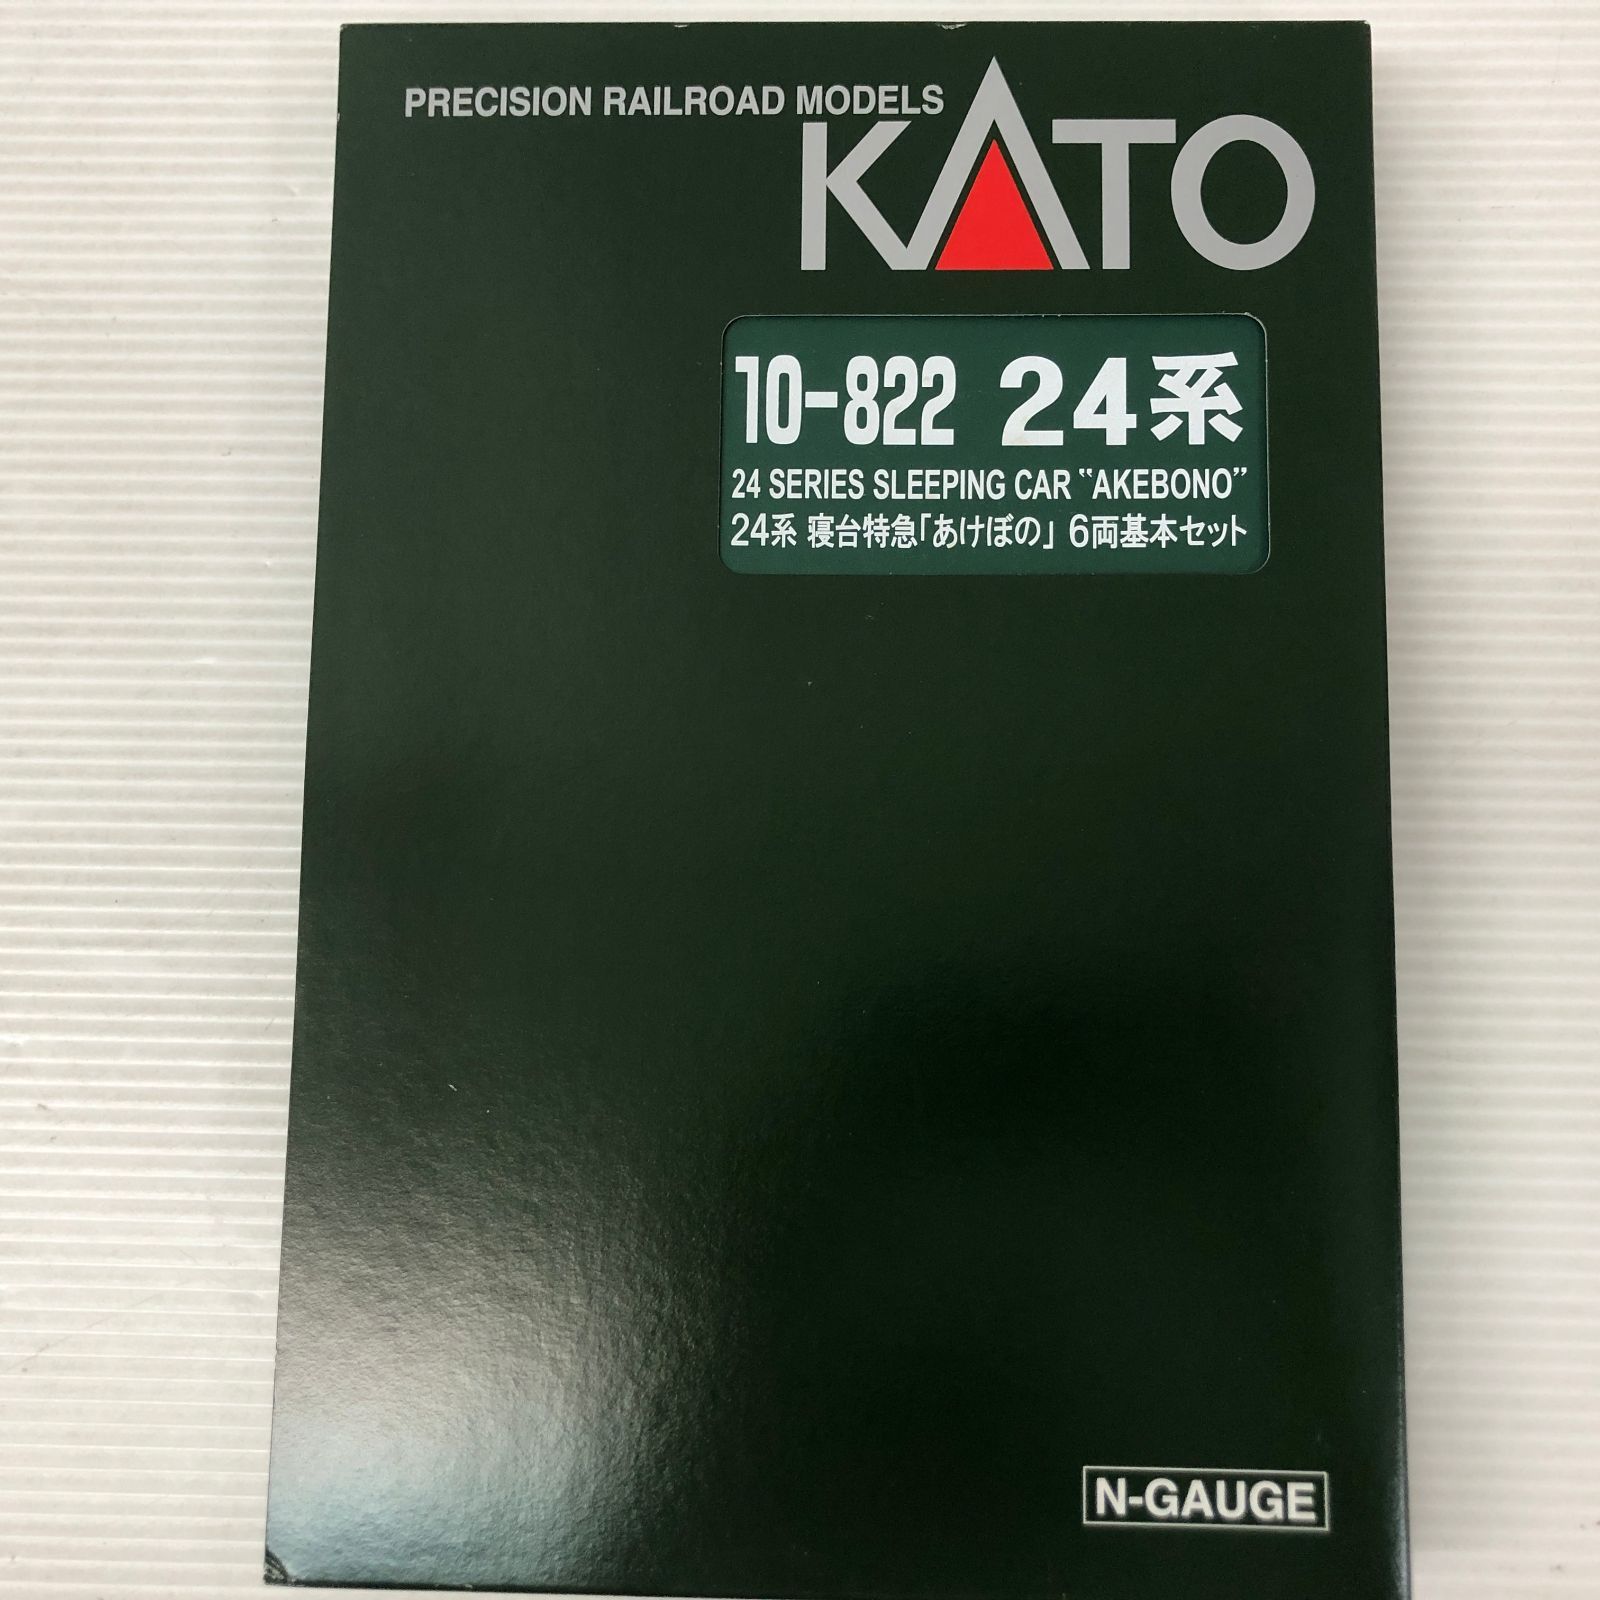 PRECISION RAILROAD MODELS
KATO
10-822 24系
24 SERIES SLEEPING CAR "AKEBONO"
24系 寝台特急「あけぼの」 6両基本セット
N-GAUGE